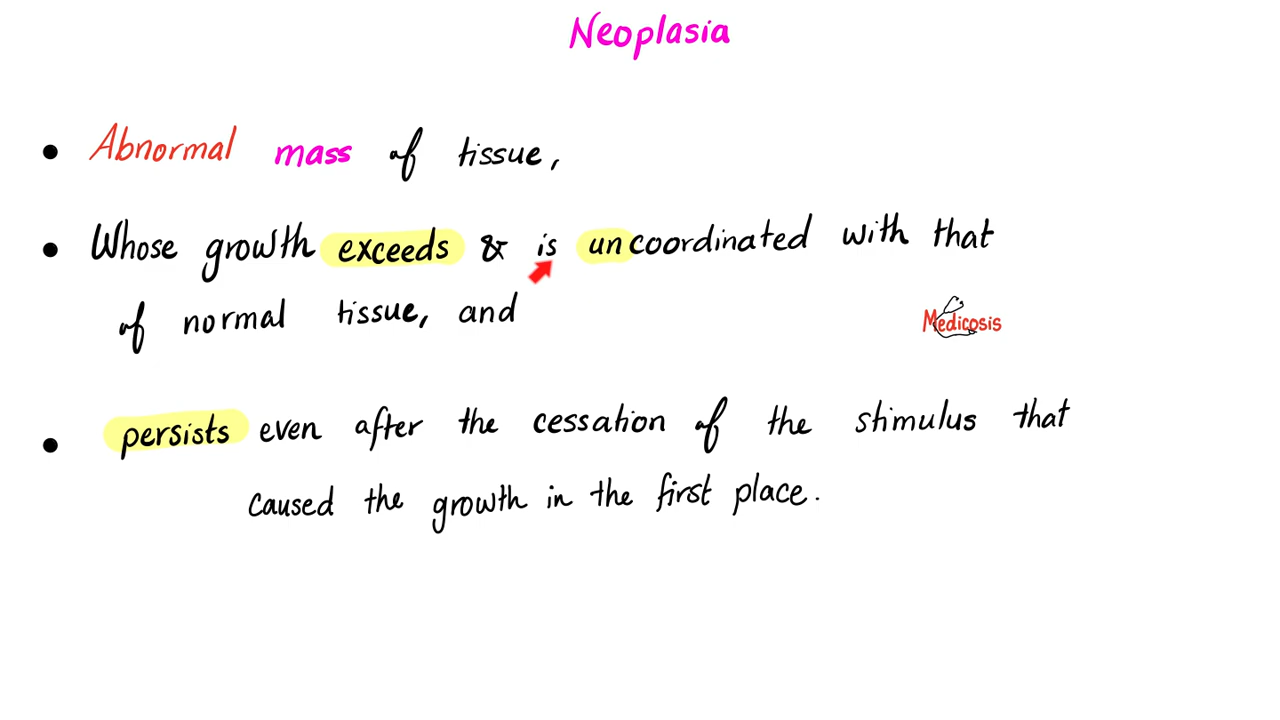 Neoplasia
• Abnormal mass of tissue,
• Whose growth exceeds & is uncoordinated with that
of normal tissue, and
Medicosis
• persists even after the cessation of the stimulus that
caused the growth in the first place.